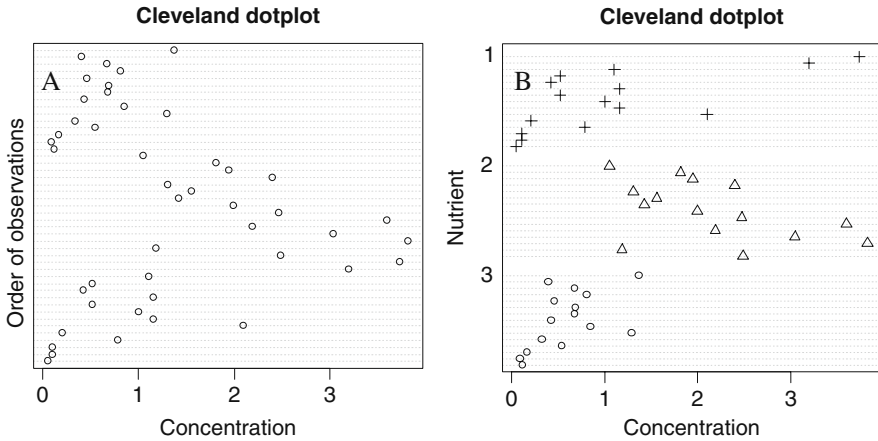 Cleveland dotplot
A
Order of observations
0 1 2 3
Concentration
Cleveland dotplot
B
1
2
3
Nutrient
0 1 2 3
Concentration